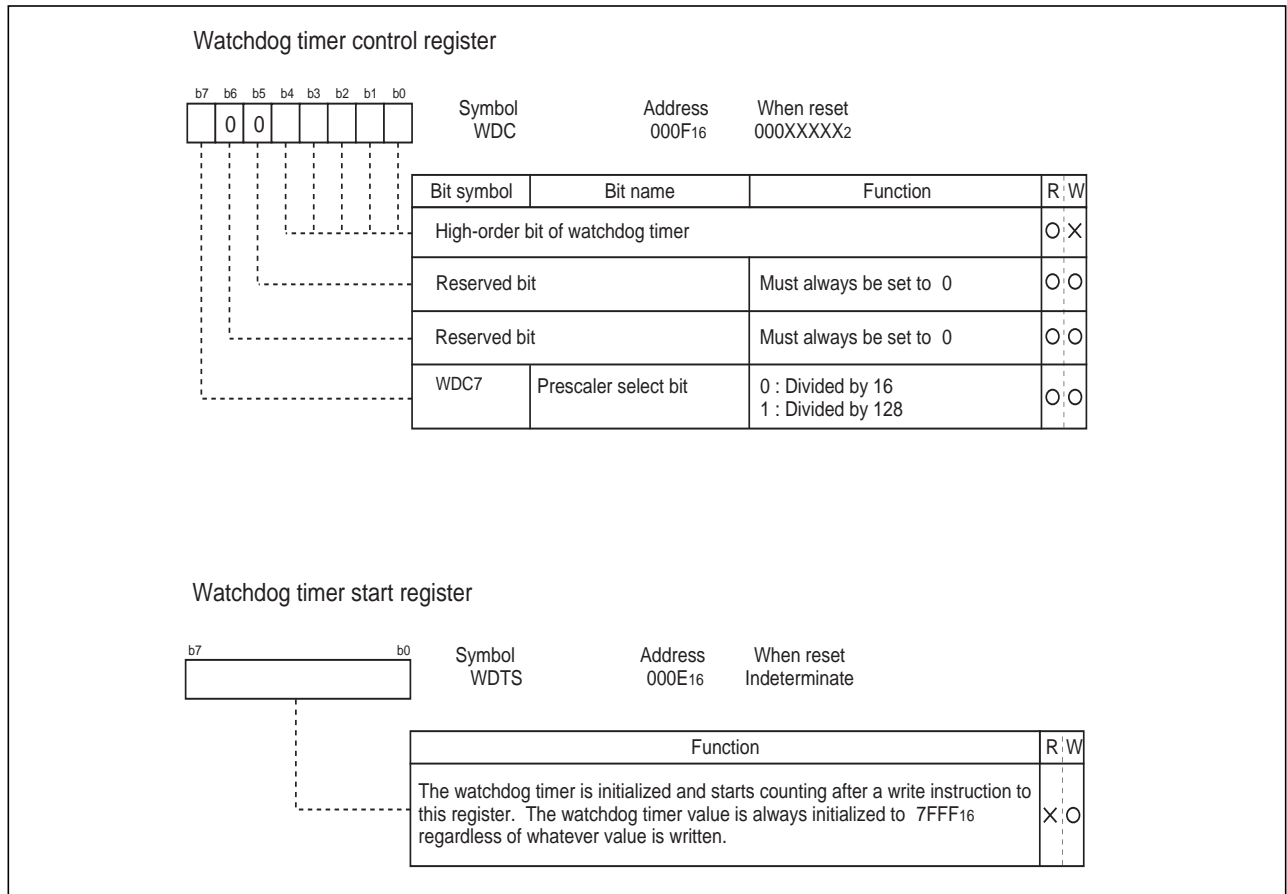 Watchdog timer control register
b7 b6 b5 b4 b3 b2 b1 b0
0 0
Symbol Address When reset
WDC 000F16 000XXXXX2
Bit symbol Bit name Function R W
High-order bit of watchdog timer O X
Reserved bit Must always be set to 0 O O
Reserved bit Must always be set to 0 O O
WDC7 Prescaler select bit 0 : Divided by 16
1 : Divided by 128 O O
Watchdog timer start register
b7 b0
Symbol Address When reset
WDTS 000E16 Indeterminate
Function R W
The watchdog timer is initialized and starts counting after a write instruction to
this register. The watchdog timer value is always initialized to 7FFF16 X O
regardless of whatever value is written.